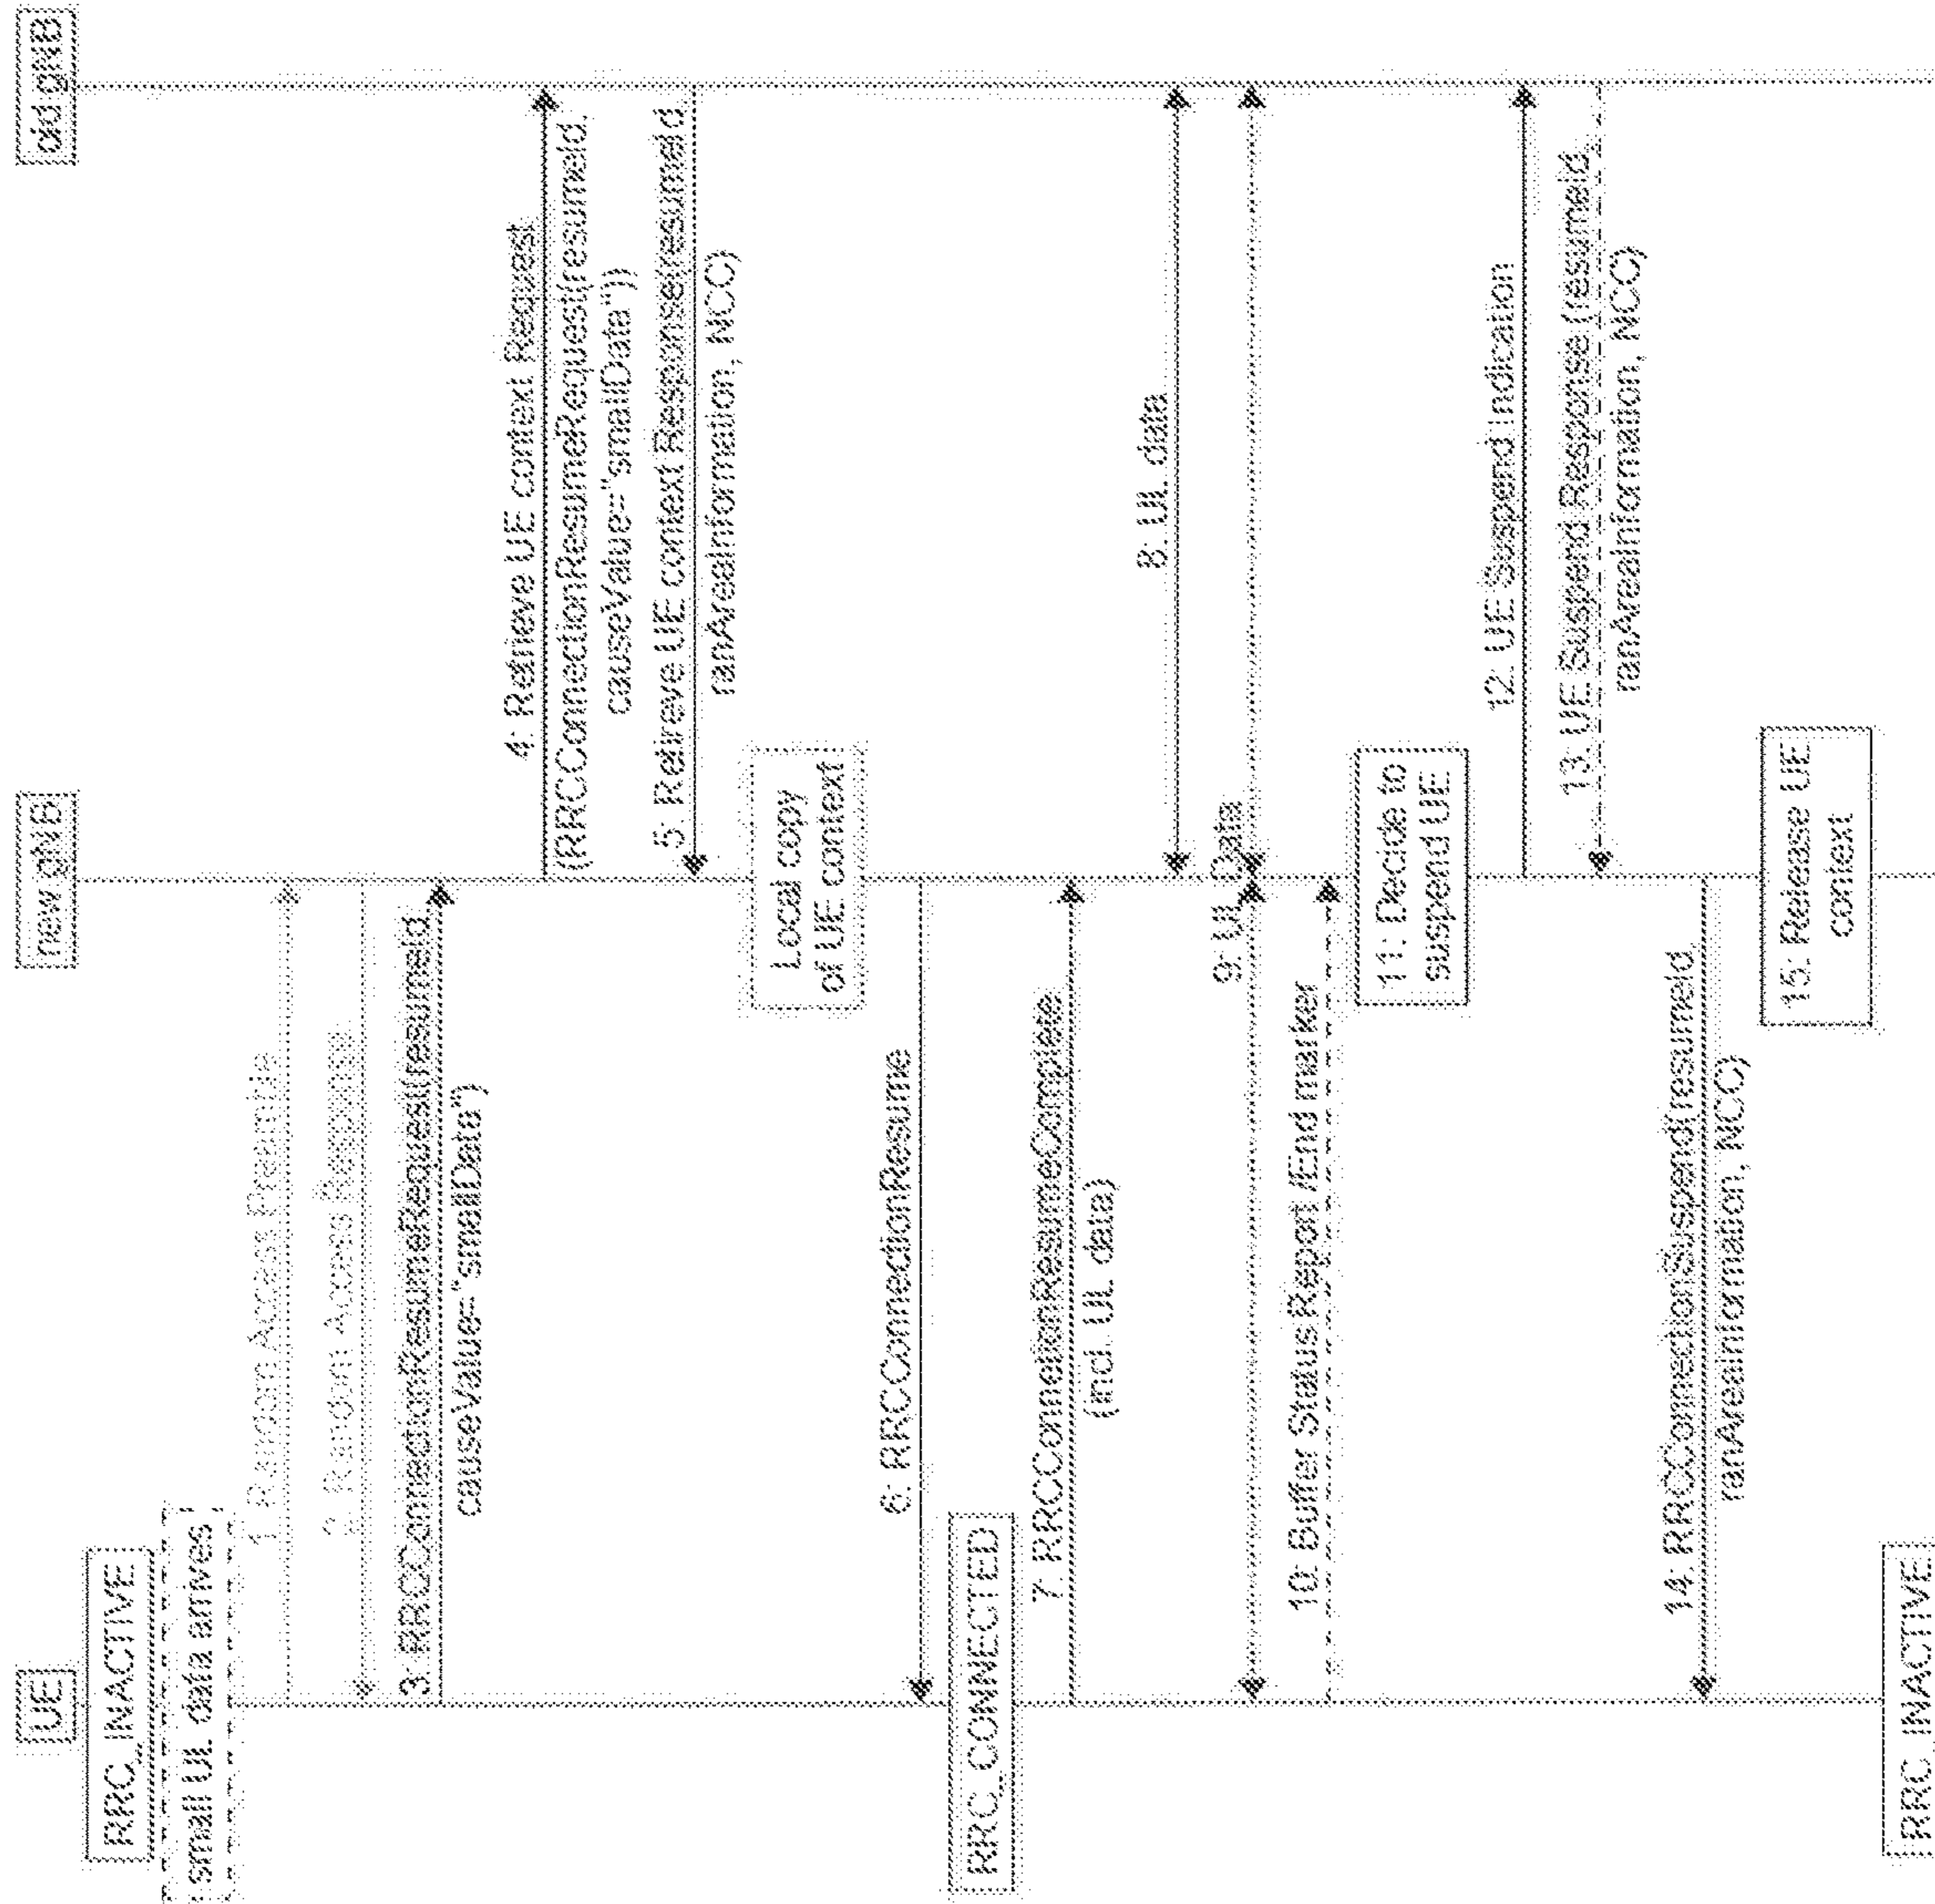 UE
new gNB
old gNB
RRC_INACTIVE
small UL data arrives
1: Random Access Preamble
2: Randon Access Response
3: RRCConnectionResumeRequest(resumeId,
causeValue="smallData")
4: Retrieve UE context Request
(RRCConnectionResumeRequest(resumeId,
causeValue="smallData"))
5: Retireve UE context Response(resumeId,
ranAreaInformation, NCC)
Local copy
of UE context
6: RRCConnectionResume
RRC_CONNECTED
7: RRCConnetionResumeComplete
(incl. UL data)
8: UL data
9: UL Data
10: Buffer Status Report /End marker
11: Decide to
suspend UE
12: UE Suspend Indication
13: UE Suspend Response (resumeId,
ranAreaInformation, NCC)
14: RRCConnectionSuspend(resumeId,
ranAreaInformation, NCC)
15: Release UE
context
RRC_INACTIVE